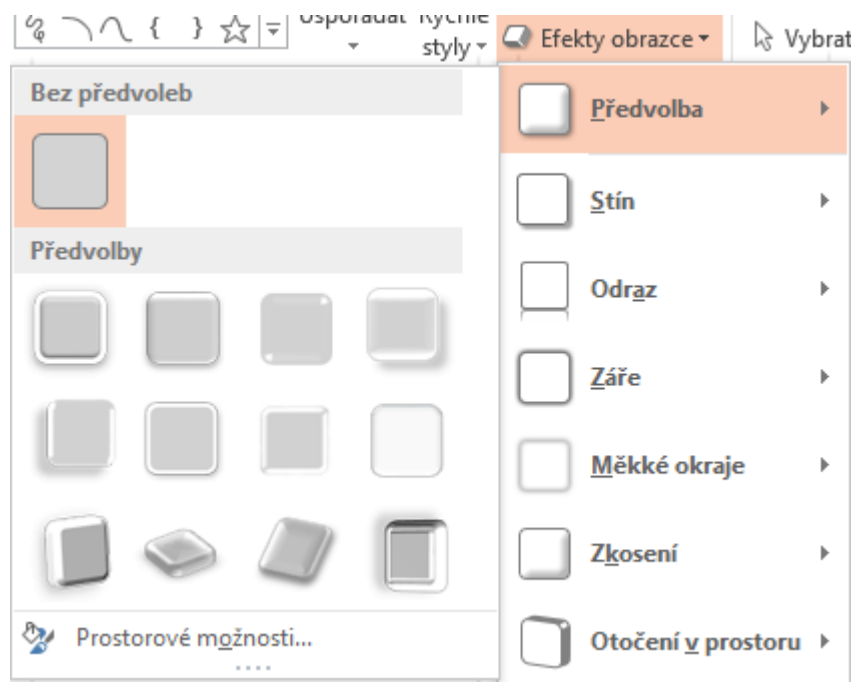 Uspořádat Rychlé
styly
Efekty obrazce
Vybrat
Bez předvoleb
Předvolby
Prostorové možnosti...
Předvolba
Stín
Odraz
Záře
Měkké okraje
Zkosení
Otočení v prostoru